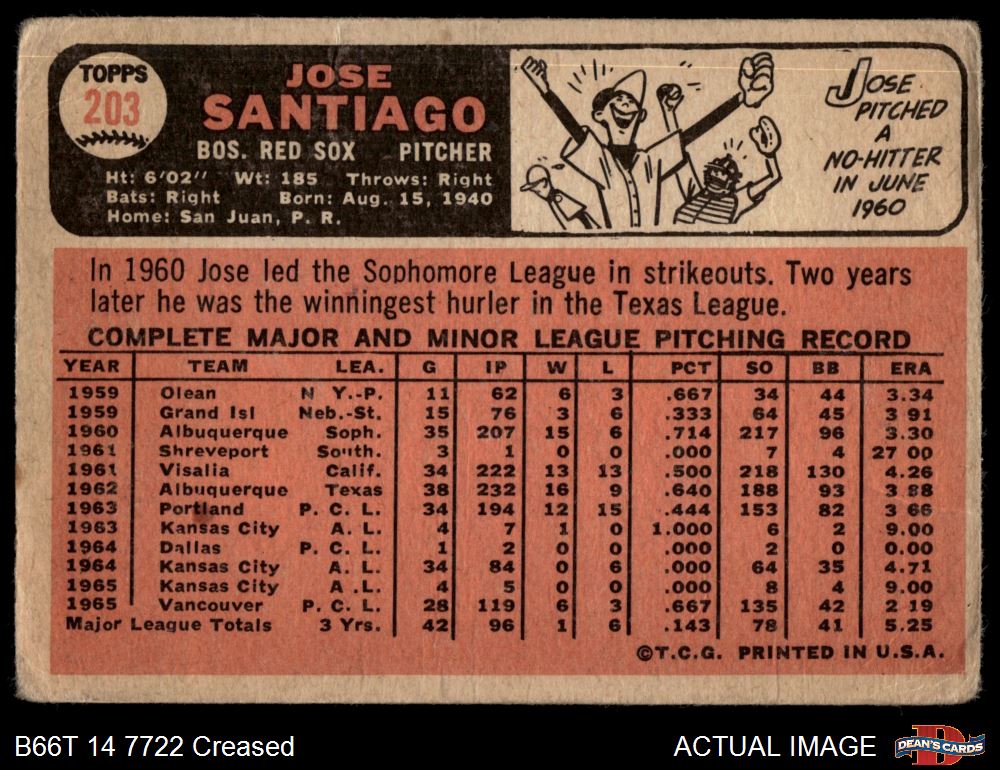 TOPPS
203
JOSE
SANTIAGO
BOS. RED SOX PITCHER
Ht: 6'02" Wt: 185 Throws: Right
Bats: Right Born: Aug. 15, 1940
Home: San Juan, P. R.
JOSE
PITCHED
A
NO-HITTER
IN JUNE
1960
In 1960 Jose led the Sophomore League in strikeouts. Two years
later he was the winningest hurler in the Texas League.
COMPLETE MAJOR AND MINOR LEAGUE PITCHING RECORD
YEAR TEAM LEA. G IP W L PCT SO BB ERA
1959 Olean N Y.-P. 11 62 6 3 .667 34 44 3.34
1959 Grand Isl Neb.-St. 15 76 3 6 .333 64 45 3 91
1960 Albuquerque Soph. 35 207 15 6 .714 217 96 3.30
1961 Shreveport South. 3 1 0 0 .000 7 4 27 00
1961 Visalia Calif. 34 222 13 13 .500 218 130 4.26
1962 Albuquerque Texas 38 232 16 9 .640 188 93 3 88
1963 Portland P. C. L. 34 194 12 15 .444 153 82 3 66
1963 Kansas City A. L. 4 7 1 0 1.000 6 2 9.00
1964 Dallas P. C. L. 1 2 0 0 .000 2 0 0.00
1964 Kansas City A. L. 34 84 0 6 .000 64 35 4.71
1965 Kansas City A .L. 4 5 0 0 .000 8 4 9.00
1965 Vancouver P. C. L. 28 119 6 3 .667 135 42 2 19
Major League Totals 3 Yrs. 42 96 1 6 .143 78 41 5.25
©T.C.G. PRINTED IN U.S.A.
B66T 14 7722 Creased
ACTUAL IMAGE
DEAN'S CARDS